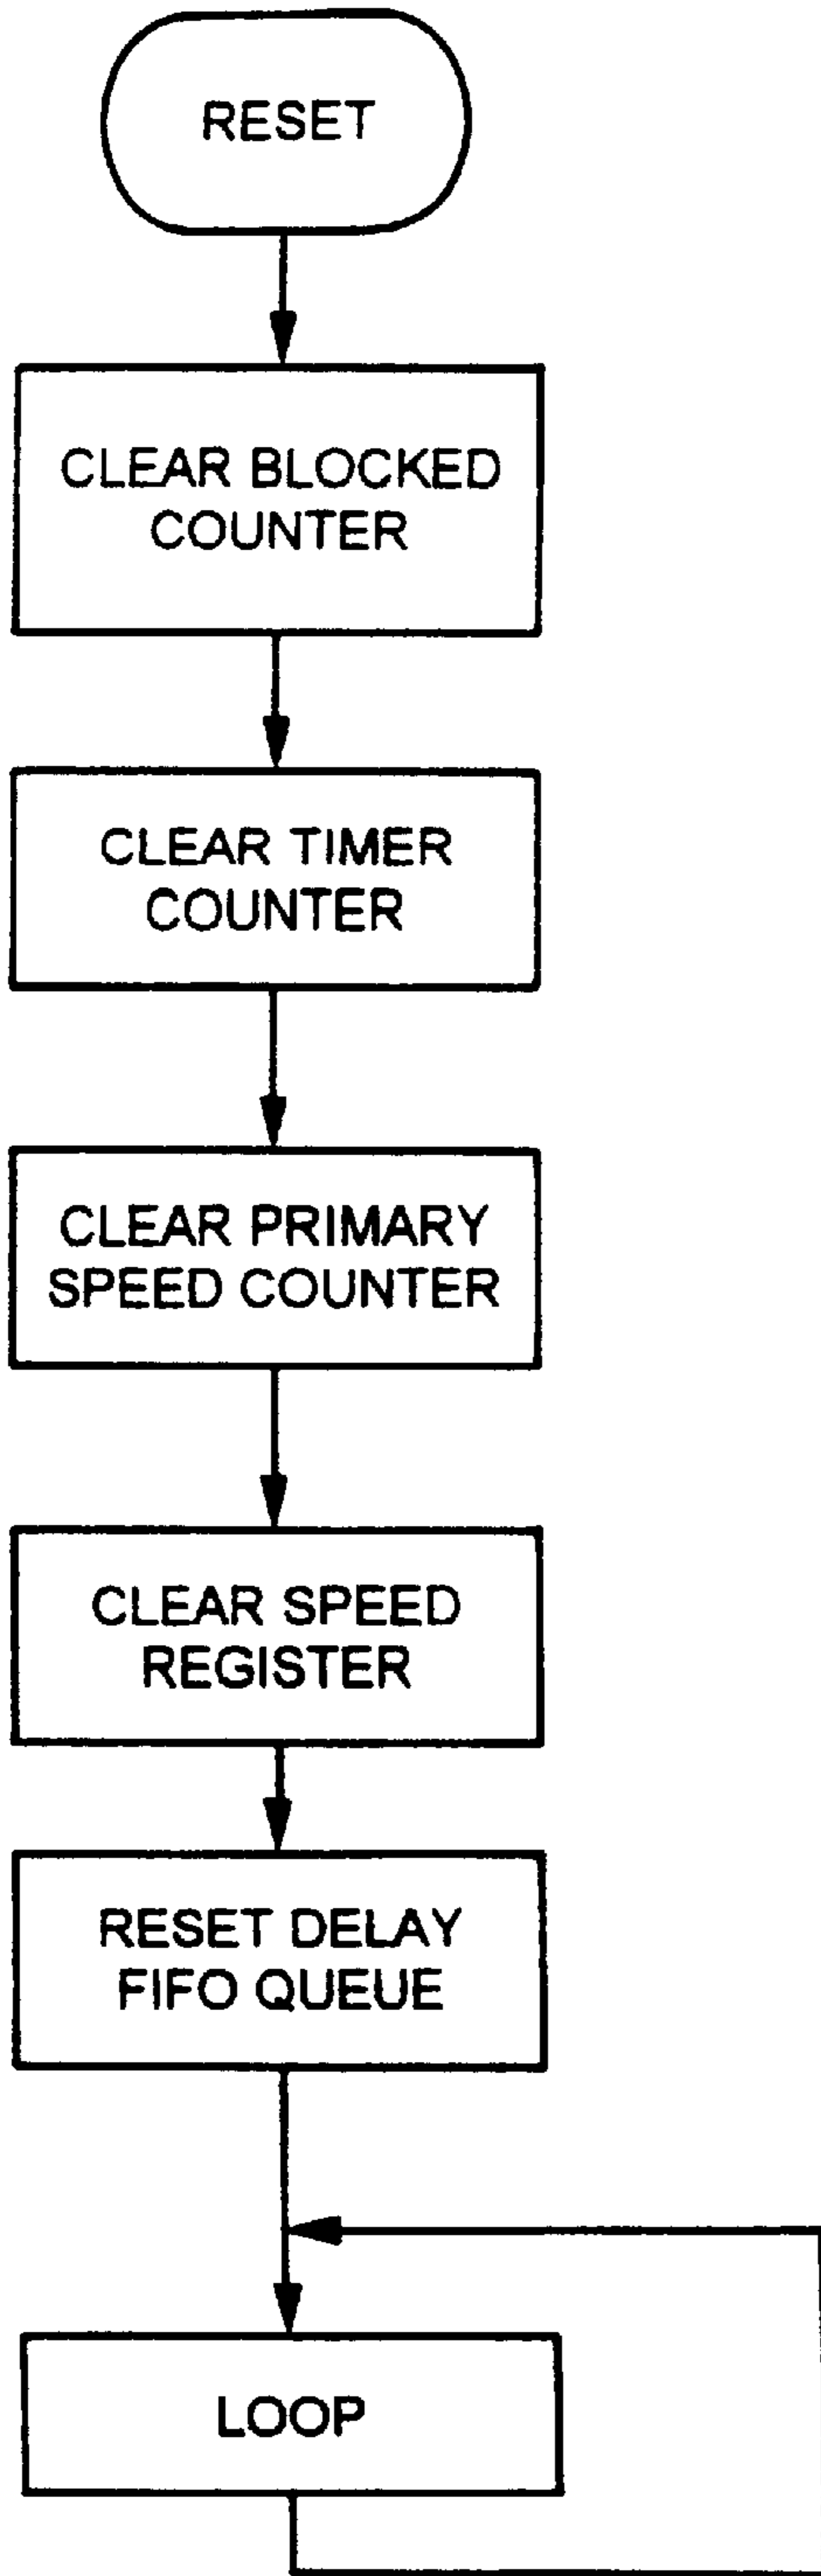 RESET
CLEAR BLOCKED
COUNTER
CLEAR TIMER
COUNTER
CLEAR PRIMARY
SPEED COUNTER
CLEAR SPEED
REGISTER
RESET DELAY
FIFO QUEUE
LOOP